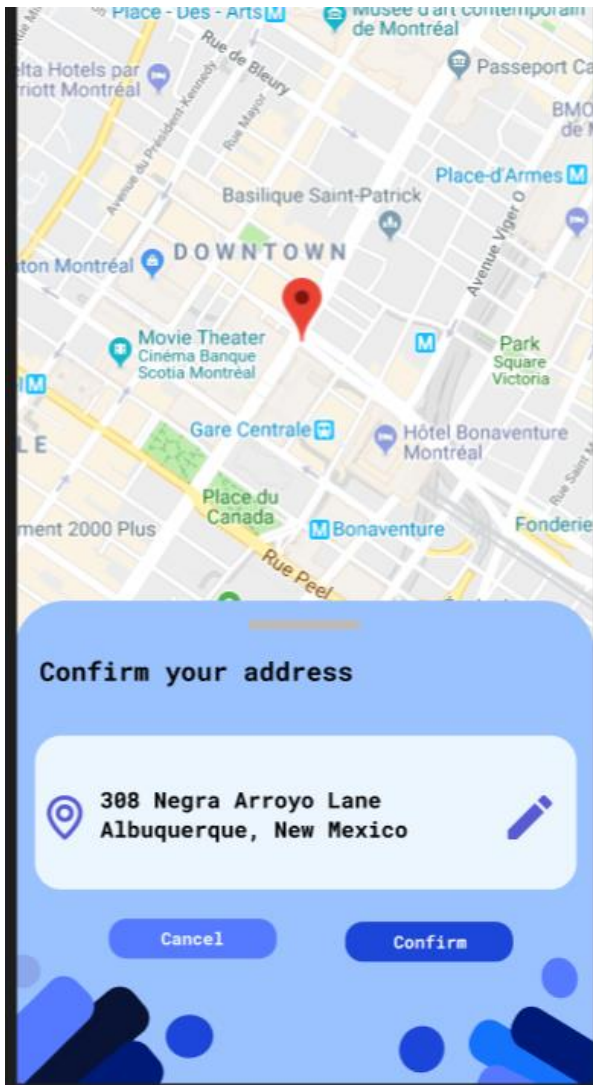 Place - Des - Arts M
Musée d'art contemporain
de Montréal
Rue de Bleury
elta Hotels par
rriott Montréal
Passeport Ca
Avenue du Président-Kennedy
Rue Mayor
BMO
de
Place-d'Armes M
Basilique Saint-Patrick
Avenue Viger O
DOWNTOWN
ton Montréal
Movie Theater
Cinéma Banque
Scotia Montréal
M
Park
Square
Victoria
M
Gare Centrale
Hôtel Bonaventure
Montréal
LE
Place du
Canada
ment 2000 Plus
M Bonaventure
Fonderie
Rue Peel
Confirm your address
308 Negra Arroyo Lane
Albuquerque, New Mexico
Cancel
Confirm